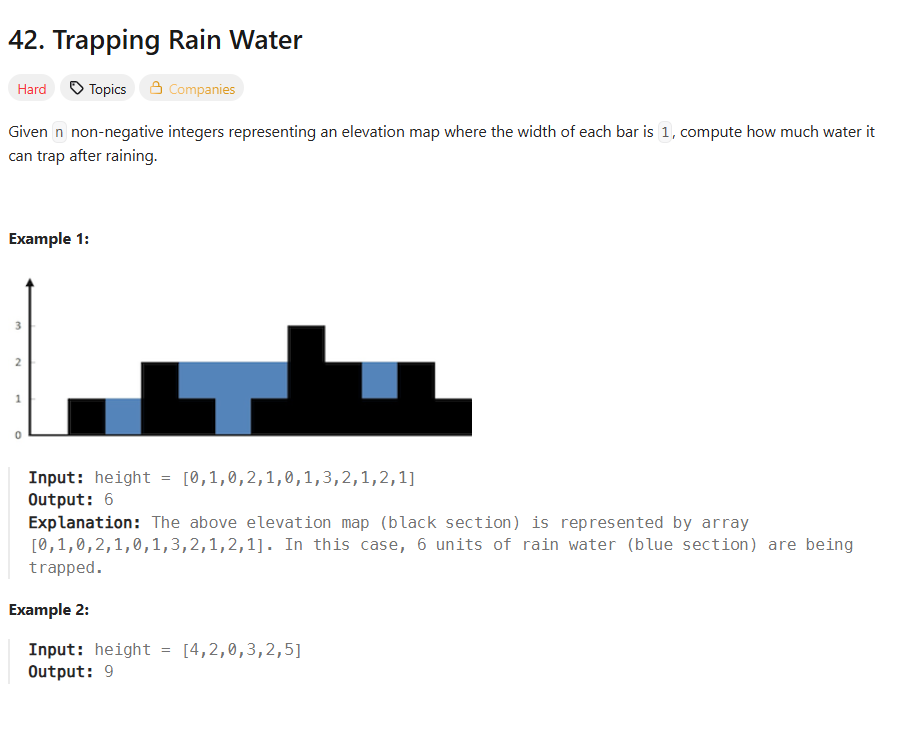 42. Trapping Rain Water
Hard Topics Companies
Given n non-negative integers representing an elevation map where the width of each bar is 1, compute how much water it
can trap after raining.
Example 1:
3
2
1
0
Input: height = [0,1,0,2,1,0,1,3,2,1,2,1]
Output: 6
Explanation: The above elevation map (black section) is represented by array
[0,1,0,2,1,0,1,3,2,1,2,1]. In this case, 6 units of rain water (blue section) are being
trapped.
Example 2:
Input: height = [4,2,0,3,2,5]
Output: 9